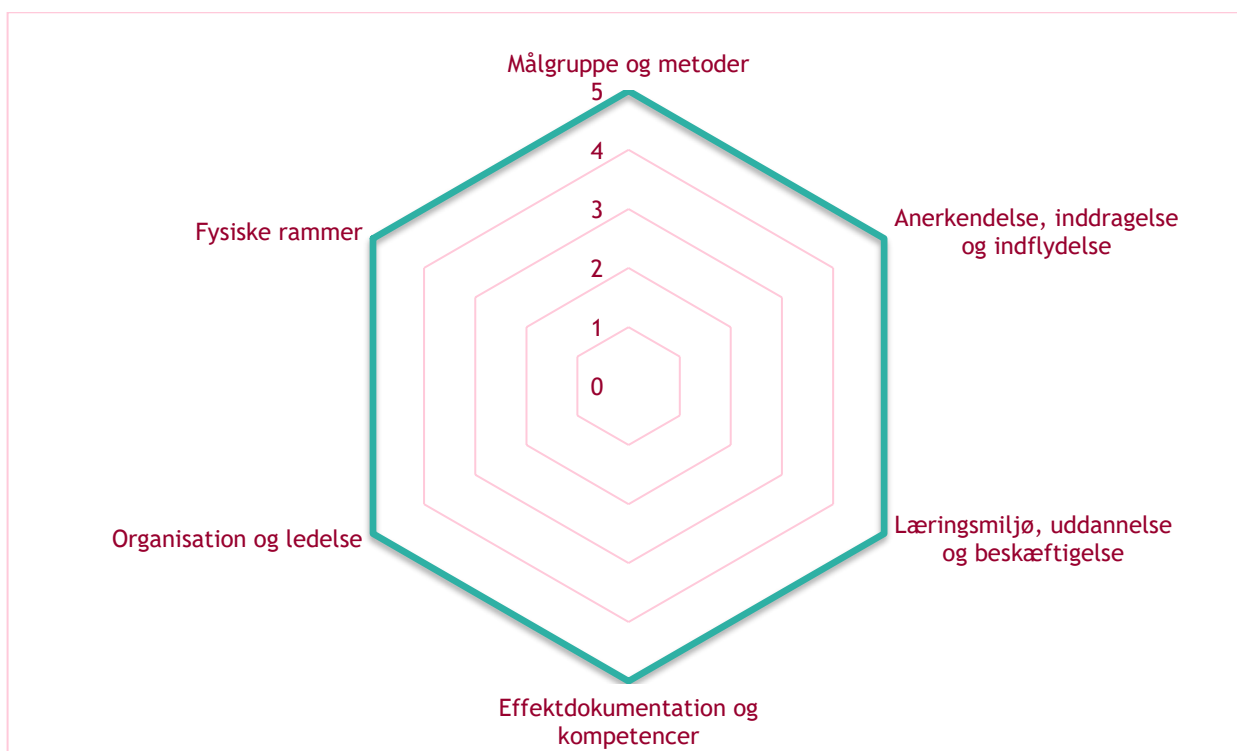 Målgruppe og metoder
5
4
3
2
1
0
Anerkendelse, inddragelse
og indflydelse
Læringsmiljø, uddannelse
og beskæftigelse
Effektdokumentation og
kompetencer
Organisation og ledelse
Fysiske rammer